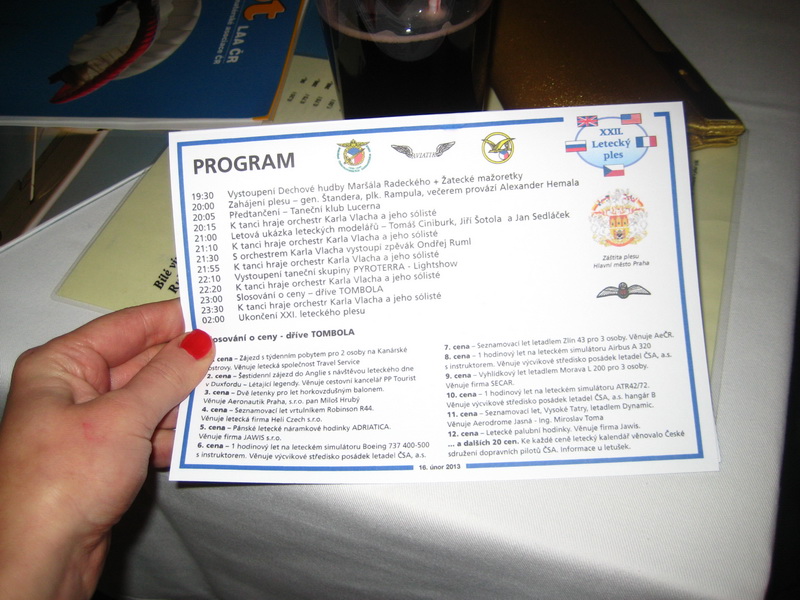 LAA ČR
PROGRAM
AVIATIK
XXII.
Letecký
ples
19:30 Vystoupení Dechové hudby Maršála Radeckého + Žatecké mažoretky
20:00 Zahájení plesu – gen. Štandera, plk. Rampula, večerem provází Alexander Hemala
20:05 Předtančení – Taneční klub Lucerna
20:15 K tanci hraje orchestr Karla Vlacha a jeho sólisté
21:00 Letová ukázka leteckých modelářů – Tomáš Ciniburk, Jiří Šotola a Jan Sedláček
21:10 K tanci hraje orchestr Karla Vlacha a jeho sólisté
21:30 S orchestrem Karla Vlacha vystoupí zpěvák Ondřej Ruml
21:55 K tanci hraje orchestr Karla Vlacha a jeho sólisté
22:10 Vystoupení taneční skupiny PYROTERRA - Lightshow
22:20 K tanci hraje orchestr Karla Vlacha a jeho sólisté
23:00 Slosování o ceny – dříve TOMBOLA
23:30 K tanci hraje orchestr Karla Vlacha a jeho sólisté
02:00 Ukončení XXI. leteckého plesu
Záštita plesu
Hlavní město Praha
losování o ceny - dříve TOMBOLA
cena – Zájezd s týdenním pobytem pro 2 osoby na Kanárské
ostrovy. Věnuje letecká společnost Travel Service
2. cena – Šestidenní zájezd do Anglie s návštěvou leteckého dne
v Duxfordu – Létající legendy. Věnuje cestovní kancelář PP Tourist
3. cena – Dvě letenky pro let horkovzdušným balonem.
Věnuje Aeronautik Praha, s.r.o. pan Miloš Hrubý
4. cena – Seznamovací let vrtulníkem Robinson R44.
Věnuje letecká firma Heli Czech s.r.o.
5. cena – Pánské letecké náramkové hodinky ADRIATICA.
Věnuje firma JAWIS s.r.o.
6. cena – 1 hodinový let na leteckém simulátoru Boeing 737 400-500
s instruktorem. Věnuje výcvikové středisko posádek letadel ČSA, a.s.
7. cena – Seznamovací let letadlem Zlín 43 pro 3 osoby. Věnuje AeČR.
8. cena – 1 hodinový let na leteckém simulátoru Airbus A 320
s instruktorem. Věnuje výcvikové středisko posádek letadel ČSA, a.s.
9. cena – Vyhlídkový let letadlem Morava L 200 pro 3 osoby.
Věnuje firma SECAR.
10. cena – 1 hodinový let na leteckém simulátoru ATR42/72.
Věnuje výcvikové středisko posádek letadel ČSA, a.s. hangár B
11. cena – Seznamovací let, Vysoké Tatry, letadlem Dynamic.
Věnuje Aerodrome Jasná - Ing. Miroslav Toma
12. cena – Letecké palubní hodinky. Věnuje firma Jawis.
... a dalších 20 cen. Ke každé ceně letecký kalendář věnovalo České
sdružení dopravních pilotů ČSA. Informace u letušek.
16. únor 2013